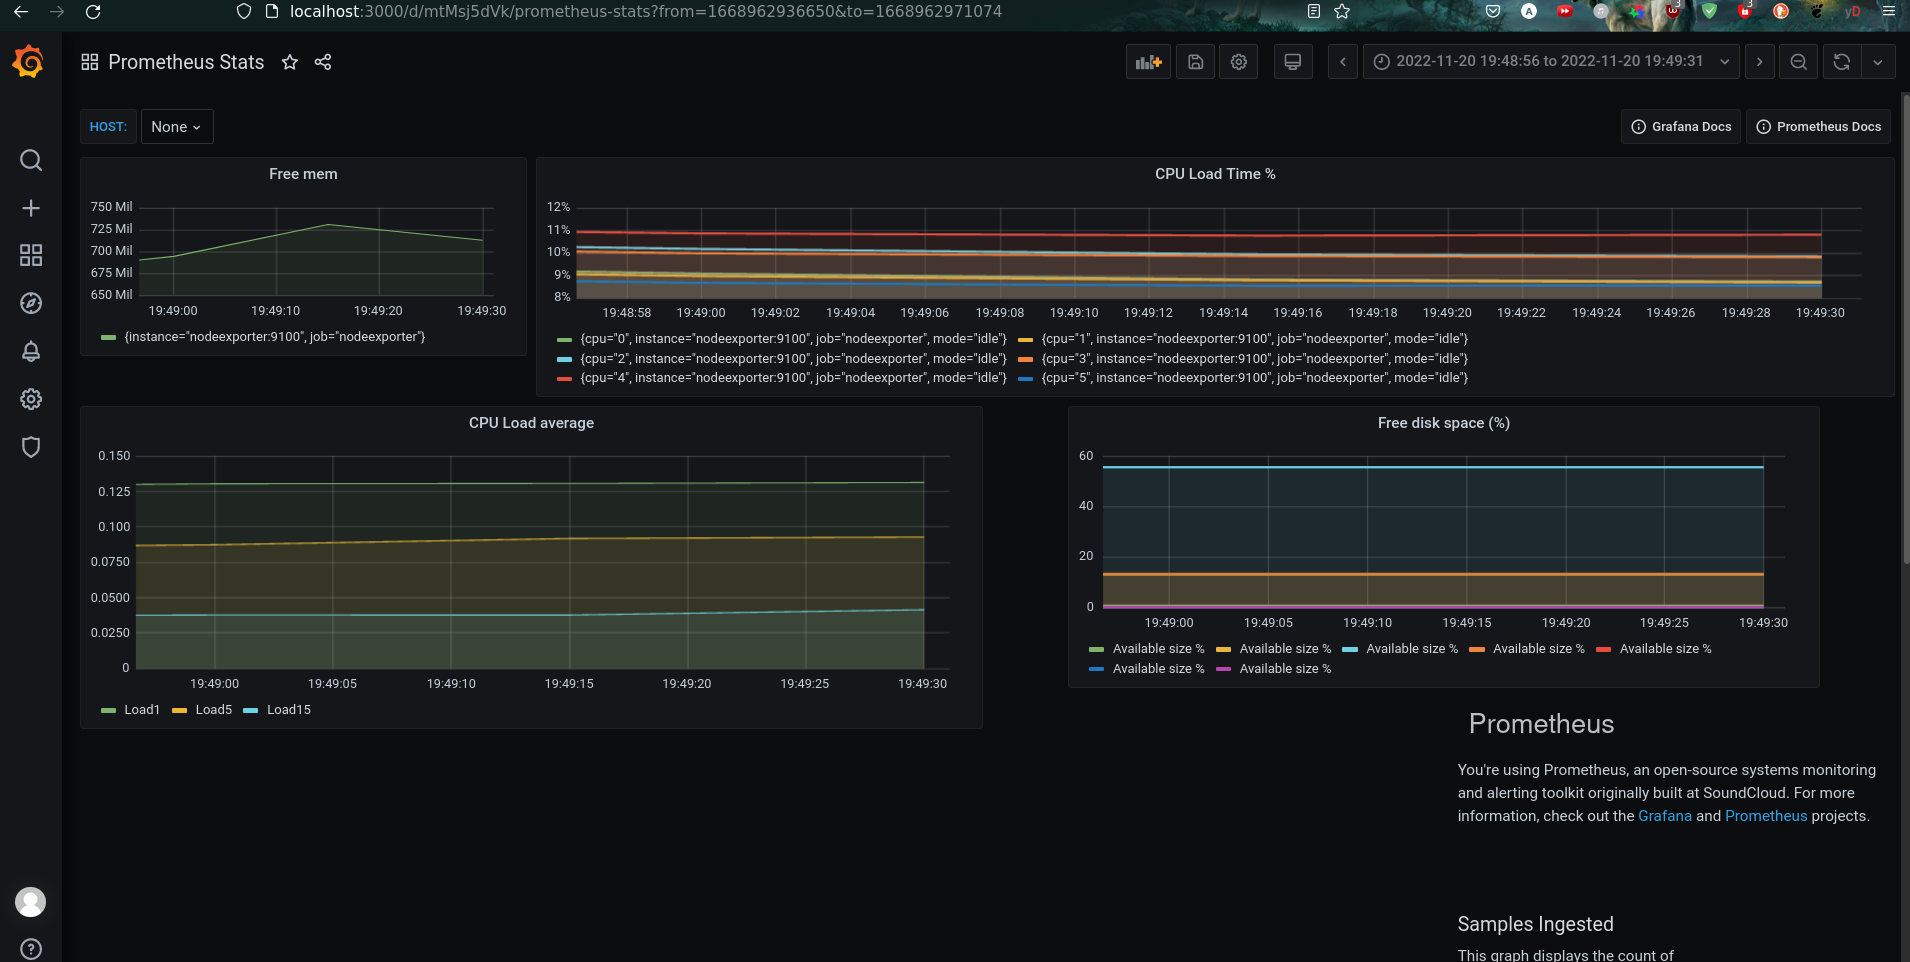 localhost:3000/d/mtMsj5dVk/prometheus-stats?from=1668962936650&to=1668962971074
A
3
3
yD
Prometheus Stats
2022-11-20 19:48:56 to 2022-11-20 19:49:31
HOST:
None
Grafana Docs
Prometheus Docs
Free mem
750 Mil
725 Mil
700 Mil
675 Mil
650 Mil
19:49:00 19:49:10 19:49:20 19:49:30
{instance="nodeexporter:9100", job="nodeexporter"}
CPU Load Time %
12%
11%
10%
9%
8%
19:48:58 19:49:00 19:49:02 19:49:04 19:49:06 19:49:08 19:49:10 19:49:12 19:49:14 19:49:16 19:49:18 19:49:20 19:49:22 19:49:24 19:49:26 19:49:28 19:49:30
{cpu="0", instance="nodeexporter:9100", job="nodeexporter", mode="idle"} {cpu="1", instance="nodeexporter:9100", job="nodeexporter", mode="idle"}
{cpu="2", instance="nodeexporter:9100", job="nodeexporter", mode="idle"} {cpu="3", instance="nodeexporter:9100", job="nodeexporter", mode="idle"}
{cpu="4", instance="nodeexporter:9100", job="nodeexporter", mode="idle"} {cpu="5", instance="nodeexporter:9100", job="nodeexporter", mode="idle"}
CPU Load average
0.150
0.125
0.100
0.0750
0.0500
0.0250
0
19:49:00 19:49:05 19:49:10 19:49:15 19:49:20 19:49:25 19:49:30
Load1 Load5 Load15
Free disk space (%)
60
40
20
0
19:49:00 19:49:05 19:49:10 19:49:15 19:49:20 19:49:25 19:49:30
Available size % Available size % Available size % Available size % Available size %
Available size % Available size %
Prometheus
You're using Prometheus, an open-source systems monitoring
and alerting toolkit originally built at SoundCloud. For more
information, check out the Grafana and Prometheus projects.
Samples Ingested
This graph displays the count of